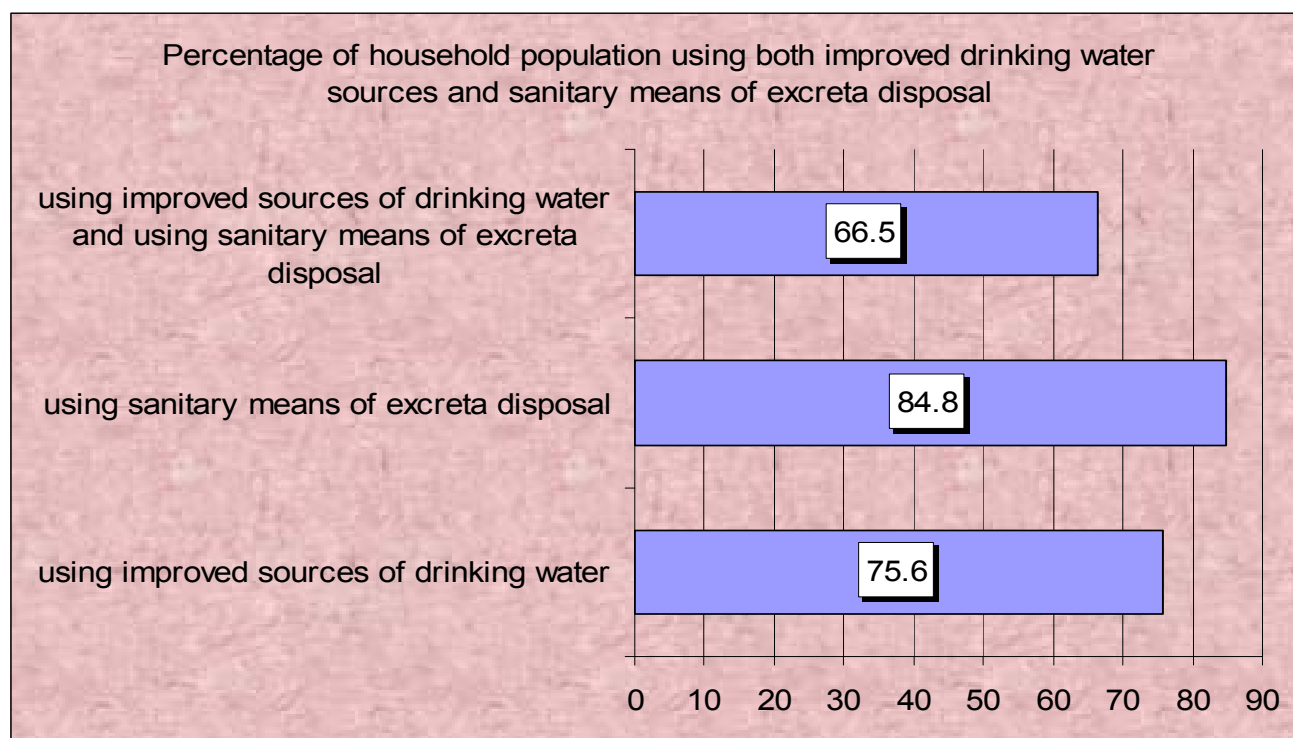 Percentage of household population using both improved drinking water
sources and sanitary means of excreta disposal
using improved sources of drinking water
and using sanitary means of excreta
disposal
66.5
using sanitary means of excreta disposal
84.8
using improved sources of drinking water
75.6
0 10 20 30 40 50 60 70 80 90